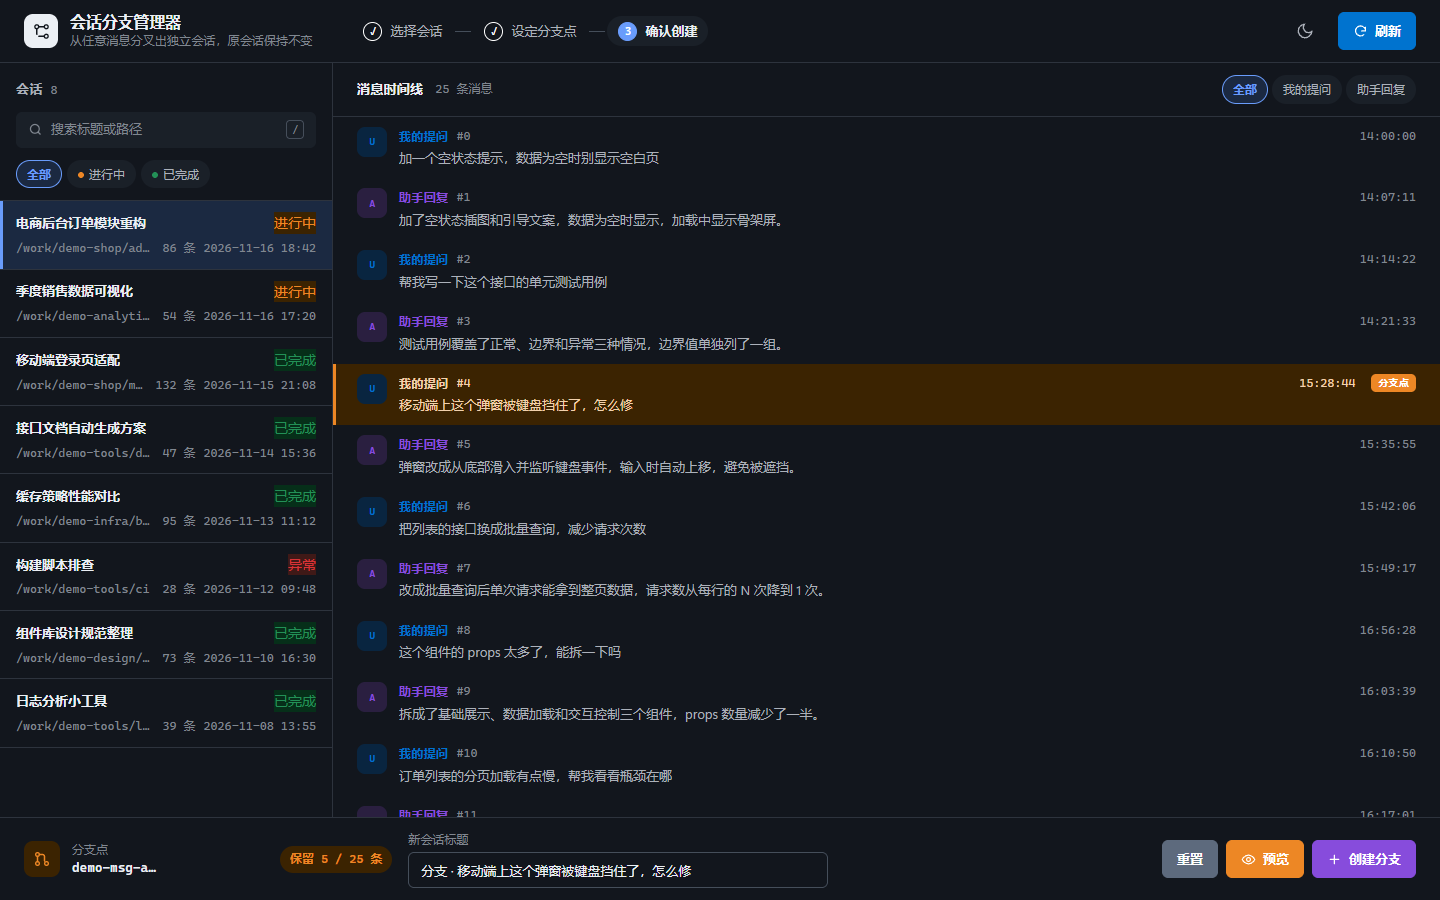 会话分支管理器
从任意消息分叉出独立会话，原会话保持不变
选择会话
设定分支点
3 确认创建
刷新
会话 8
搜索标题或路径 /
全部 进行中 已完成
电商后台订单模块重构 进行中
/work/demo-shop/ad… 86 条 2026-11-16 18:42
季度销售数据可视化 进行中
/work/demo-analyti… 54 条 2026-11-16 17:20
移动端登录页适配 已完成
/work/demo-shop/m… 132 条 2026-11-15 21:08
接口文档自动生成方案 已完成
/work/demo-tools/d… 47 条 2026-11-14 15:36
缓存策略性能对比 已完成
/work/demo-infra/b… 95 条 2026-11-13 11:12
构建脚本排查 异常
/work/demo-tools/ci 28 条 2026-11-12 09:48
组件库设计规范整理 已完成
/work/demo-design/… 73 条 2026-11-10 16:30
日志分析小工具 已完成
/work/demo-tools/l… 39 条 2026-11-08 13:55
消息时间线 25 条消息
全部 我的提问 助手回复
U 我的提问 #0 14:00:00
加一个空状态提示，数据为空时别显示空白页
A 助手回复 #1 14:07:11
加了空状态插图和引导文案，数据为空时显示，加载中显示骨架屏。
U 我的提问 #2 14:14:22
帮我写一下这个接口的单元测试用例
A 助手回复 #3 14:21:33
测试用例覆盖了正常、边界和异常三种情况，边界值单独列了一组。
U 我的提问 #4 15:28:44 分支点
移动端上这个弹窗被键盘挡住了，怎么修
A 助手回复 #5 15:35:55
弹窗改成从底部滑入并监听键盘事件，输入时自动上移，避免被遮挡。
U 我的提问 #6 15:42:06
把列表的接口换成批量查询，减少请求次数
A 助手回复 #7 15:49:17
改成批量查询后单次请求能拿到整页数据，请求数从每行的 N 次降到 1 次。
U 我的提问 #8 16:56:28
这个组件的 props 太多了，能拆一下吗
A 助手回复 #9 16:03:39
拆成了基础展示、数据加载和交互控制三个组件，props 数量减少了一半。
U 我的提问 #10 16:10:50
订单列表的分页加载有点慢，帮我看看瓶颈在哪
助手回复 #11 16:17:01
分支点
demo-msg-a…
保留 5 / 25 条
新会话标题
分支 · 移动端上这个弹窗被键盘挡住了，怎么修
重置
预览
创建分支